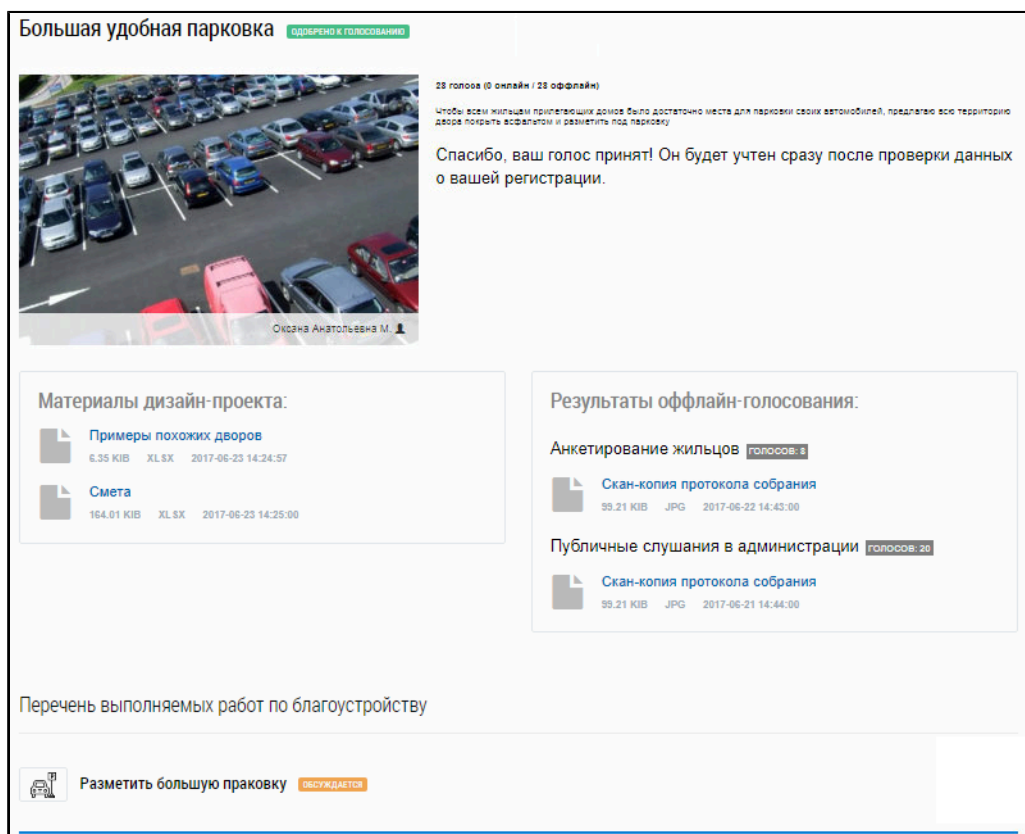 Большая удобная парковка ОДОБРЕНО К ГОЛОСОВАНИЮ
28 голоса (0 онлайн / 28 оффлайн)
Чтобы всем жильцам прилегающих домов было достаточно места для парковки своих автомобилей, предлагаю всю территорию
двора покрыть асфальтом и разметить под парковку
Спасибо, ваш голос принят! Он будет учтен сразу после проверки данных
о вашей регистрации.
Оксана Анатольевна М.
Материалы дизайн-проекта:
Примеры похожих дворов
6.35 KIB XLSX 2017-06-23 14:24:57
Смета
164.01 KIB XLSX 2017-06-23 14:25:00
Результаты оффлайн-голосования:
Анкетирование жильцов ГОЛОСОВ: 8
Скан-копия протокола собрания
99.21 KIB JPG 2017-06-22 14:43:00
Публичные слушания в администрации ГОЛОСОВ: 20
Скан-копия протокола собрания
99.21 KIB JPG 2017-06-21 14:44:00
Перечень выполняемых работ по благоустройству
Разметить большую праковку ОБСУЖДАЕТСЯ